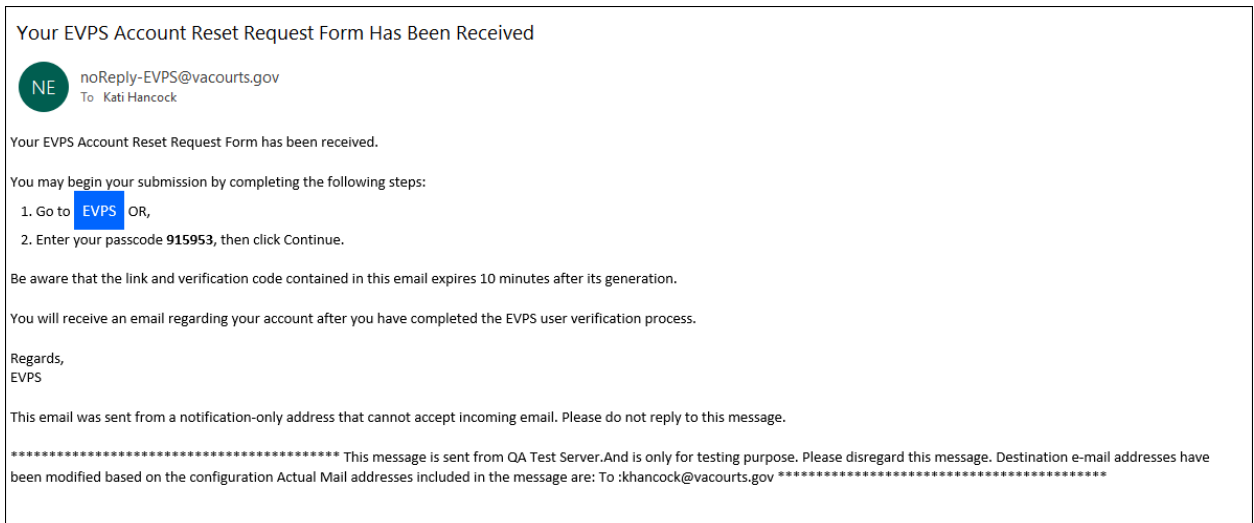 Your EVPS Account Reset Request Form Has Been Received
NE
noReply-EVPS@vacourts.gov
To Kati Hancock
Your EVPS Account Reset Request Form has been received.
You may begin your submission by completing the following steps:
1. Go to EVPS OR,
2. Enter your passcode 915953, then click Continue.
Be aware that the link and verification code contained in this email expires 10 minutes after its generation.
You will receive an email regarding your account after you have completed the EVPS user verification process.
Regards,
EVPS
This email was sent from a notification-only address that cannot accept incoming email. Please do not reply to this message.
******************************************** This message is sent from QA Test Server.And is only for testing purpose. Please disregard this message. Destination e-mail addresses have
been modified based on the configuration Actual Mail addresses included in the message are: To :khancock@vacourts.gov ********************************************